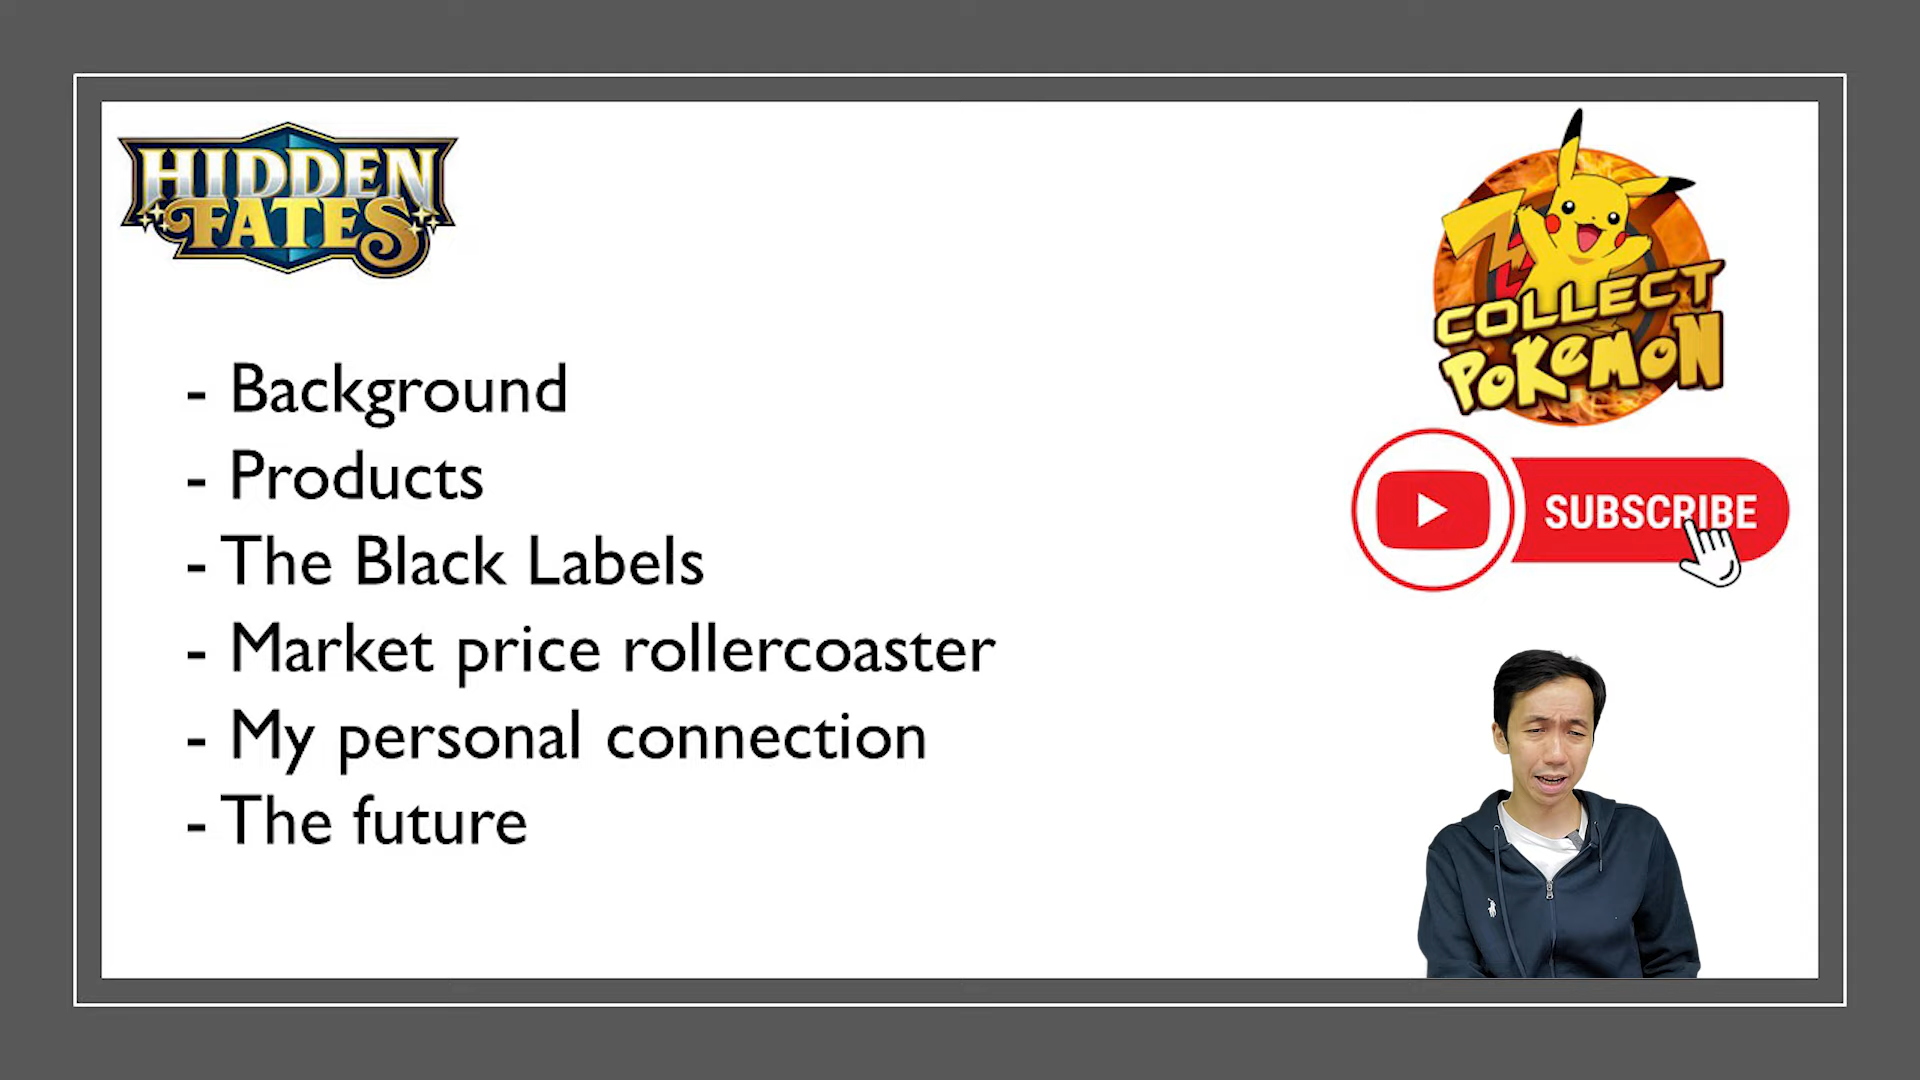 HIDDEN
FATES
COLLECT
POKEMON
SUBSCRIBE
- Background
- Products
- The Black Labels
- Market price rollercoaster
- My personal connection
- The future